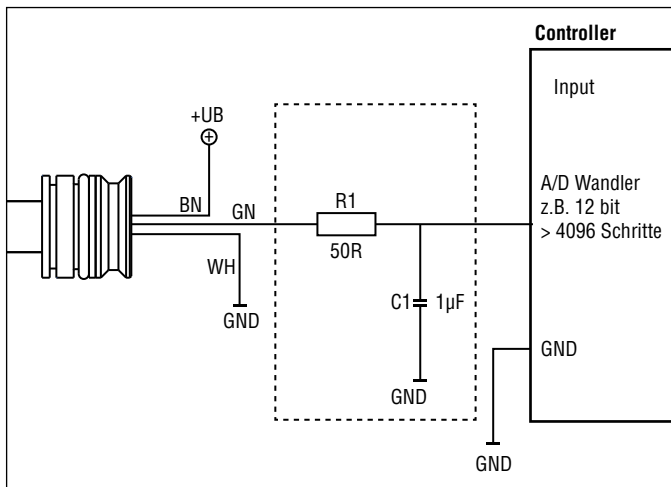 Controller
Input
+UB
BN
GN
R1
A/D Wandler
z.B. 12 bit
> 4096 Schritte
50R
WH
C1
1µF
GND
GND
GND
GND